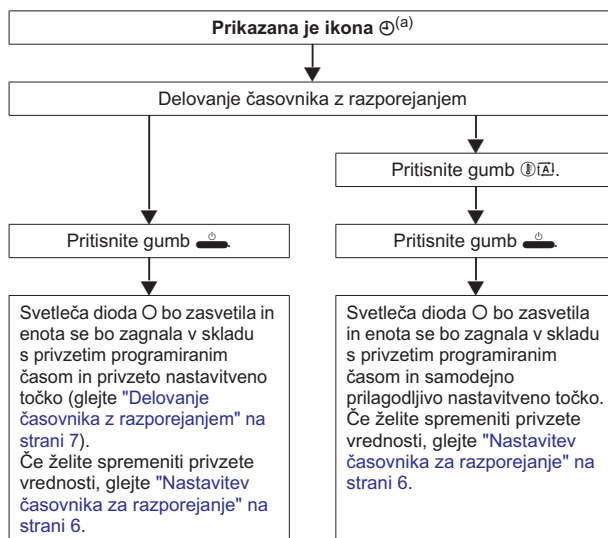 Prikazana je ikona ⏲(a)
Delovanje časovnika z razporejanjem
Pritisnite gumb .
Pritisnite gumb .
Pritisnite gumb .
Svetleča dioda O bo zasvetila in
enota se bo zagnala v skladu
s privzetim programiranim
časom in privzeto nastavitveno
točko (glejte "Delovanje
časovnika z razporejanjem" na
strani 7).
Če želite spremeniti privzete
vrednosti, glejte "Nastavitev
časovnika za razporejanje" na
strani 6.
Svetleča dioda O bo zasvetila
in enota se bo zagnala v skladu
s privzetim programiranim
časom in samodejno
prilagodljivo nastavitveno točko.
Če želite spremeniti privzete
vrednosti, glejte "Nastavitev
časovnika za razporejanje" na
strani 6.